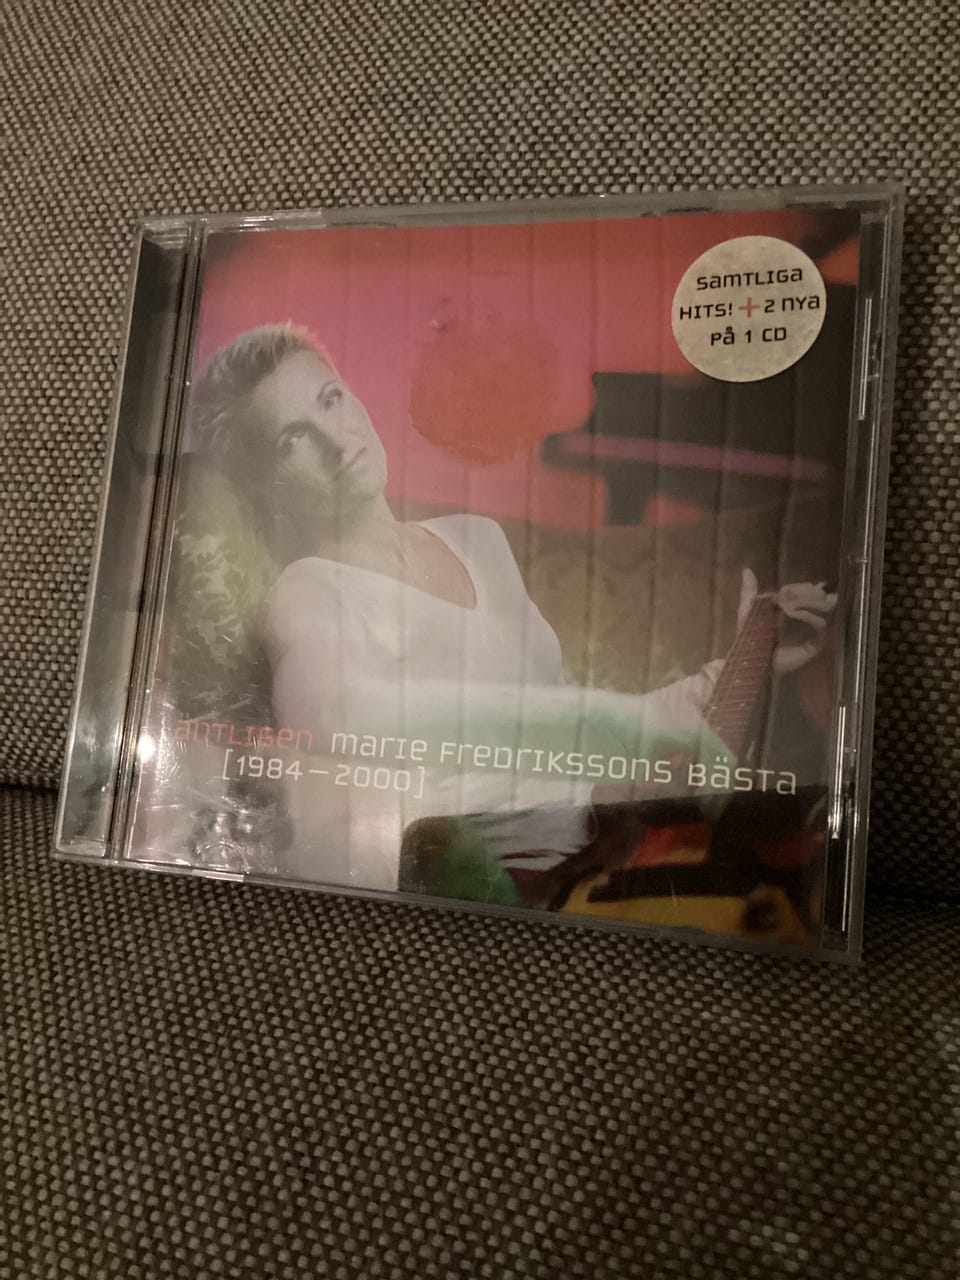 samtliga
hits! + 2 nya
på 1 CD
äntligen marie fredrikssons bästa
[1984–2000]